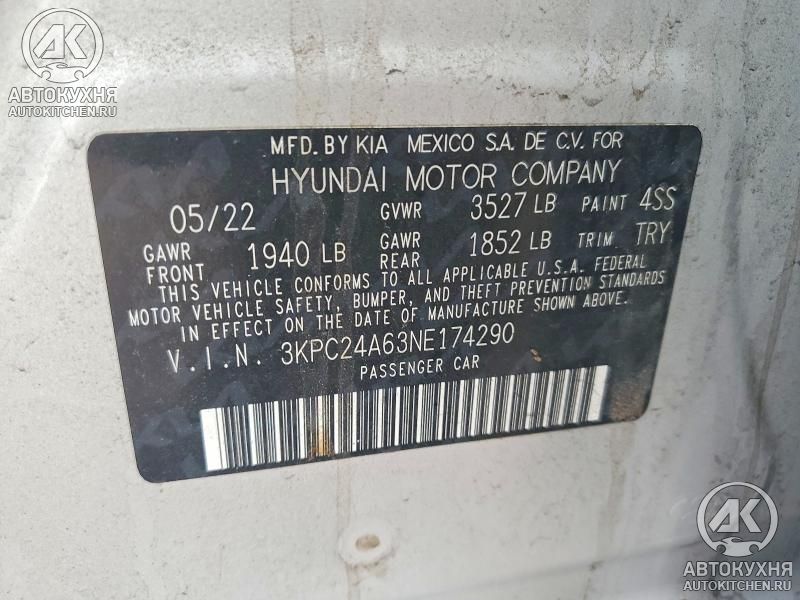 AK
АВТОКУХНЯ
AUTOKITCHEN.RU
MFD. BY KIA MEXICO S.A. DE C.V. FOR
HYUNDAI MOTOR COMPANY
05/22 GVWR 3527 LB PAINT 4SS
GAWR FRONT 1940 LB GAWR REAR 1852 LB TRIM TRY
THIS VEHICLE CONFORMS TO ALL APPLICABLE U.S.A. FEDERAL
MOTOR VEHICLE SAFETY, BUMPER, AND THEFT PREVENTION STANDARDS
IN EFFECT ON THE DATE OF MANUFACTURE SHOWN ABOVE.
V.I.N. 3KPC24A63NE174290
PASSENGER CAR
AK
АВТОКУХНЯ
AUTOKITCHEN.RU